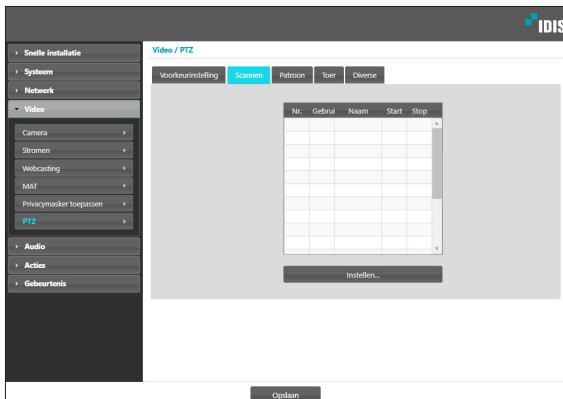 IDIS
Snelle installatie
Systeem
Netwerk
Video
Camera
Stromen
Webcasting
MAT
Privacymasker toepassen
PTZ
Audio
Acties
Gebeurtenis
Video / PTZ
Voorkeurinstelling Scannen Patroon Toer Diverse
Nr. Gebrui Naam Start Stop
Instellen...
Opslaan